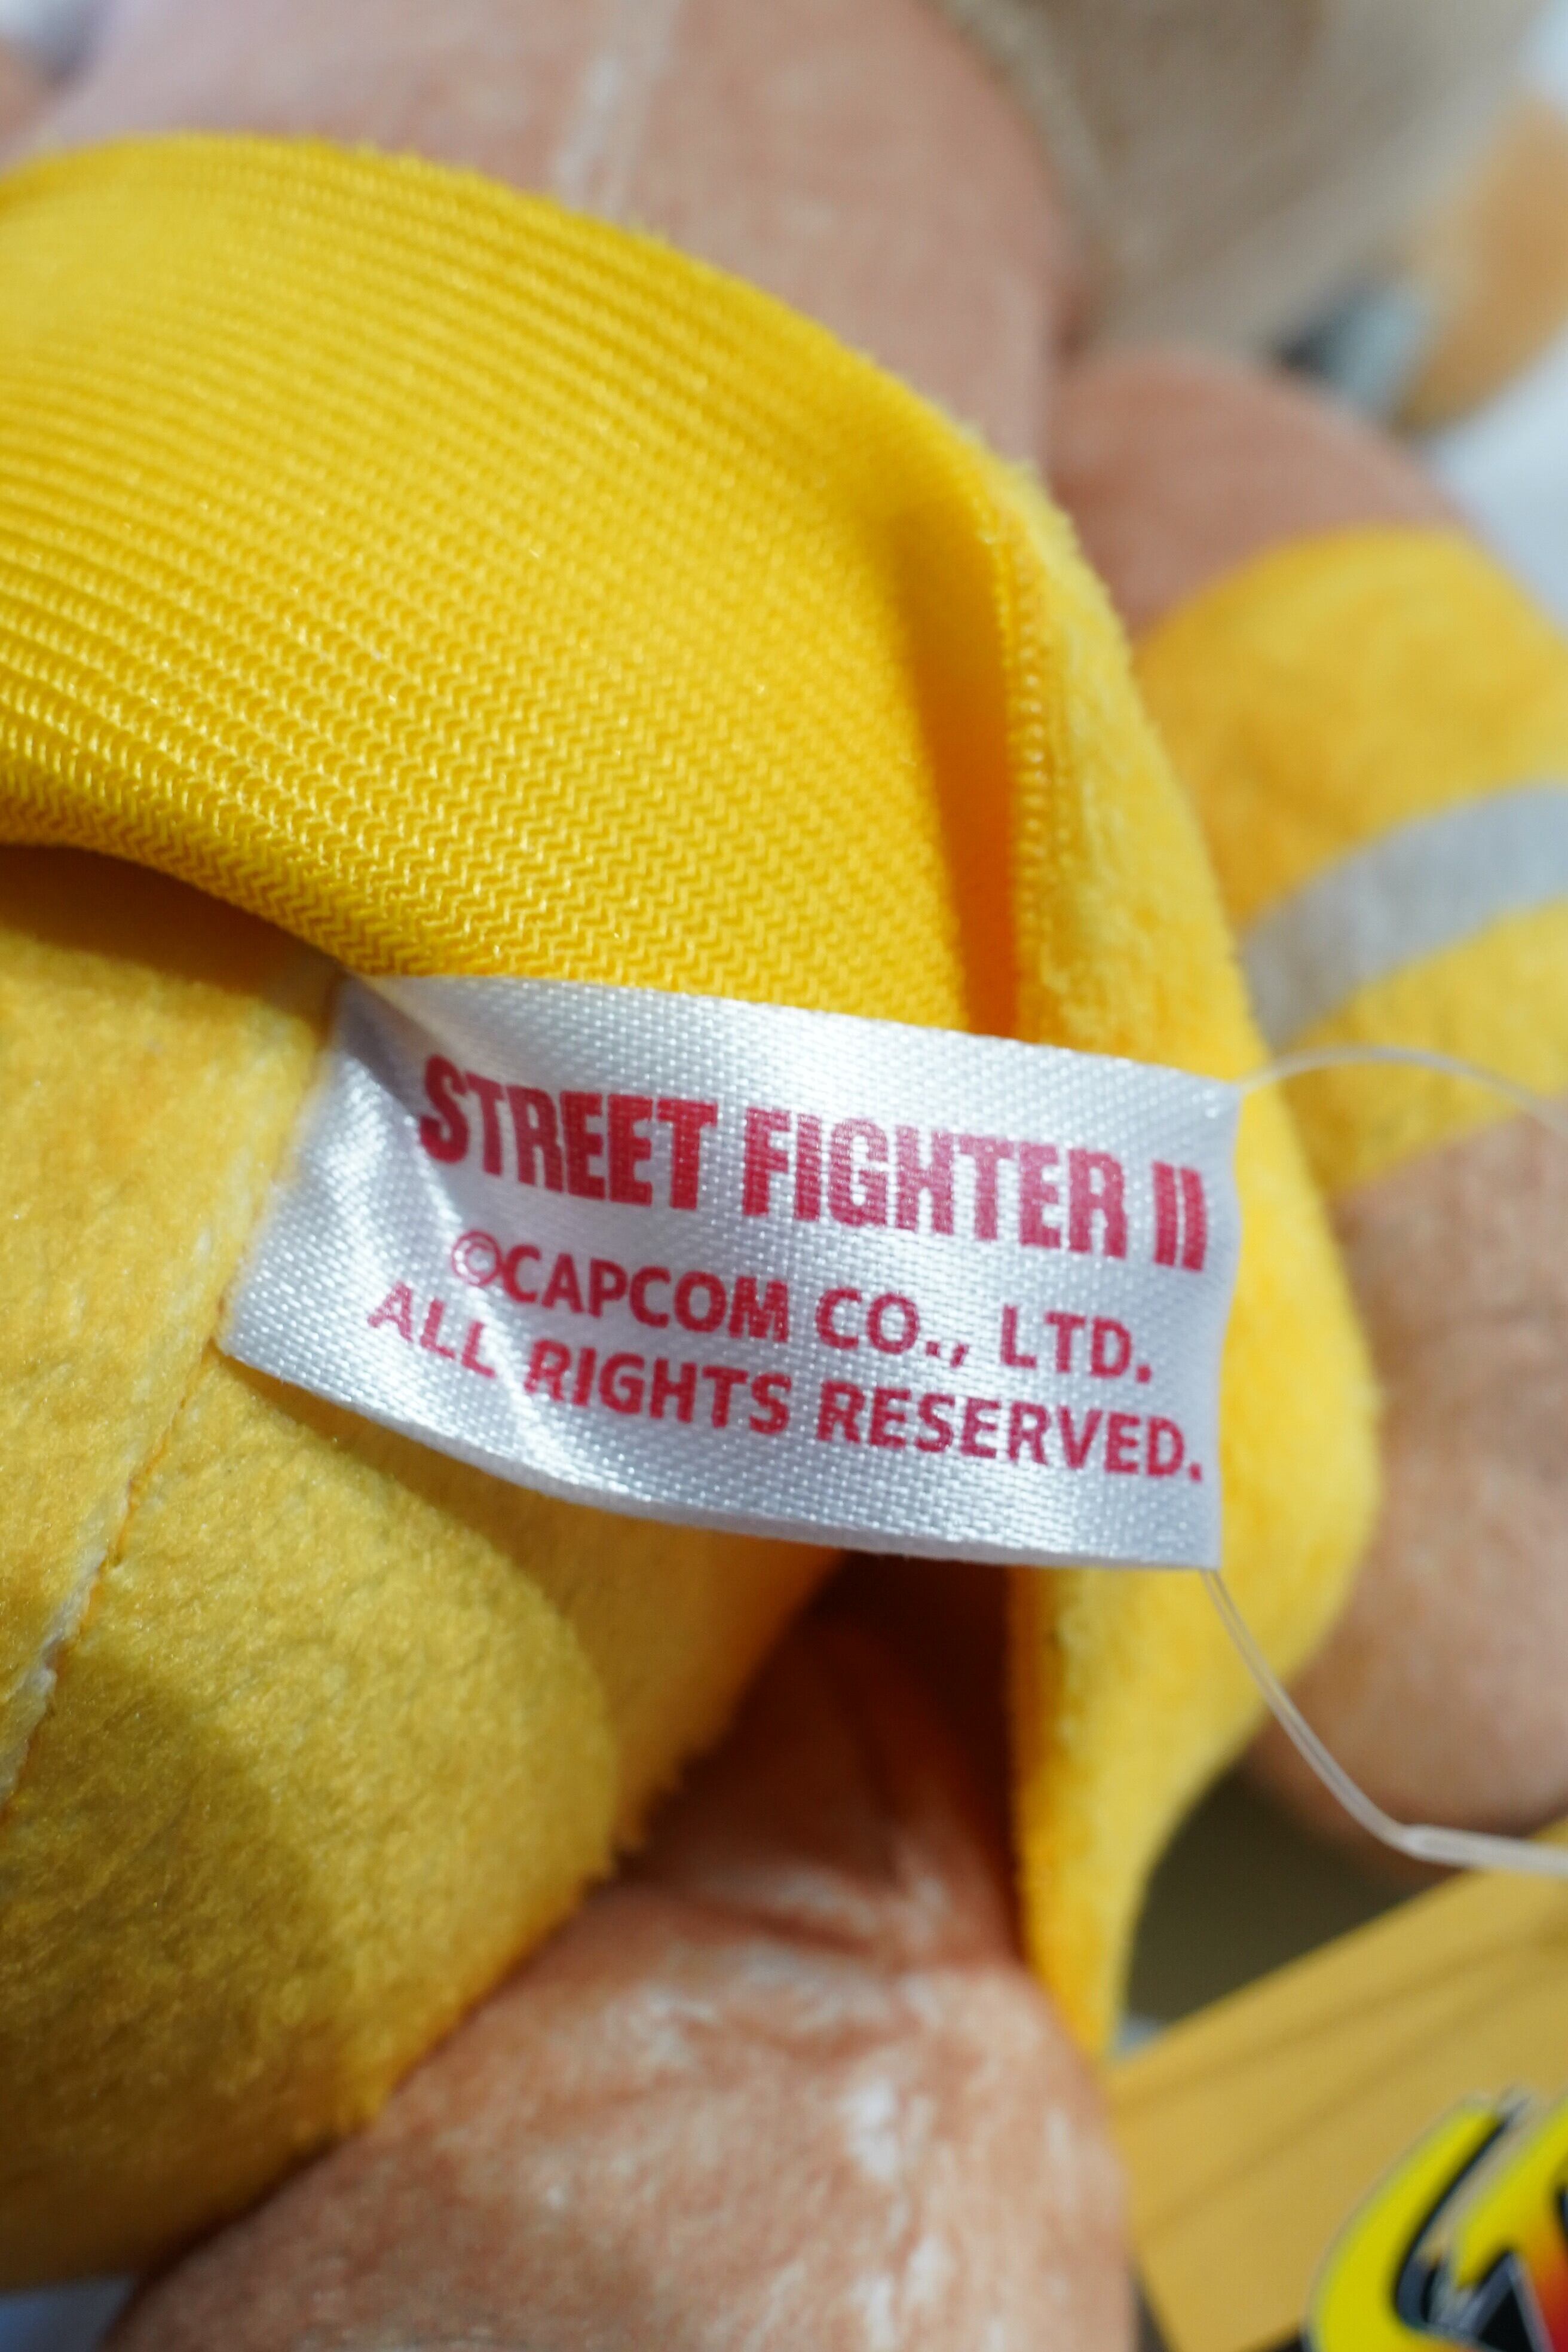 STREET FIGHTER II
©CAPCOM CO., LTD.
ALL RIGHTS RESERVED.